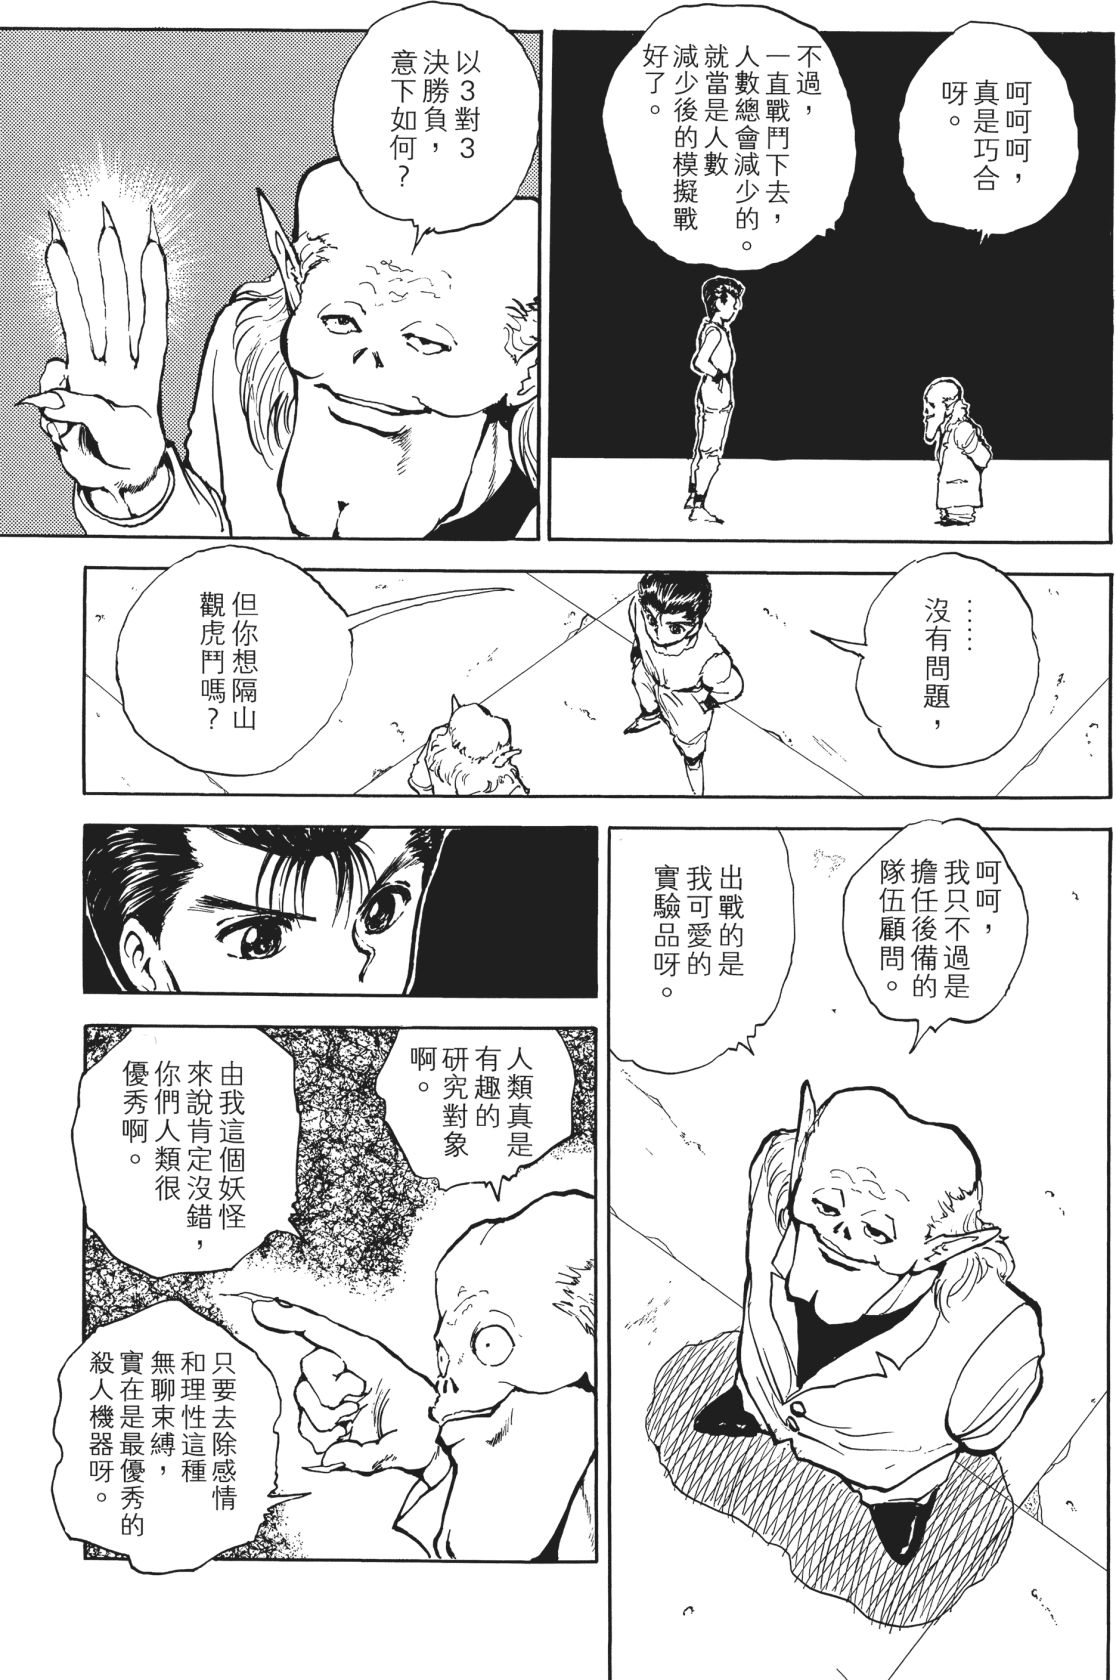 呵呵呵，
真是巧合
呀。
不過，
一直戰鬥下去，
人數總會減少的。
就當是人數
減少後的模擬戰
好了。
以3對3
決勝負，
意下如何？
……
沒有問題，
但你想隔山
觀虎鬥嗎？
呵呵，
我只不過是
擔任後備的
隊伍顧問。
出戰的是
我可愛的
實驗品呀。
人類真是
有趣的
研究對象
啊。
由我這個妖怪
來說肯定沒錯，
你們人類很
優秀啊。
只要去除感情
和理性這種
無聊束縛，
實在是最優秀的
殺人機器呀。